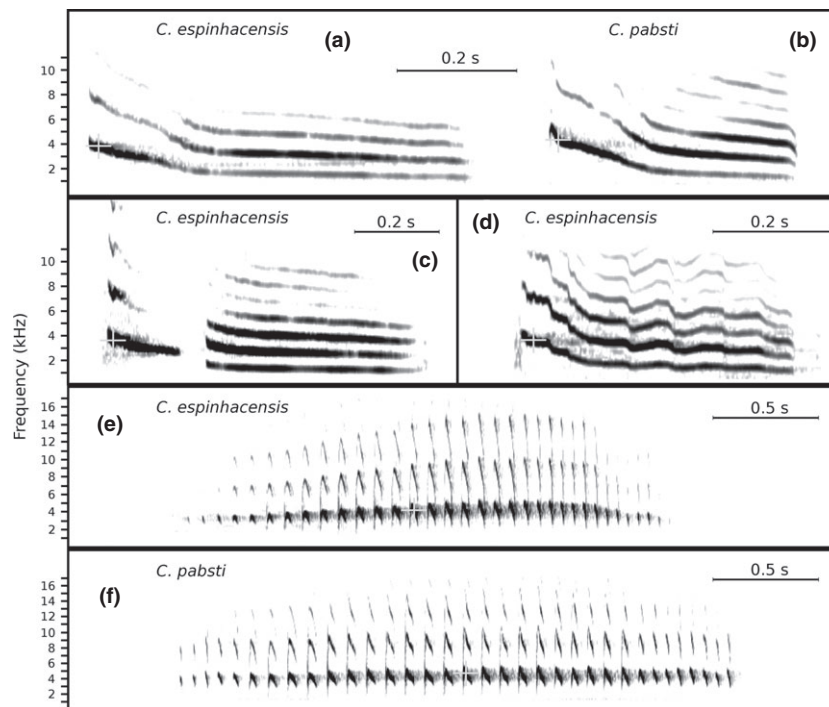 C. espinhacensis
(a)
C. pabsti
(b)
0.2 s
10
8
6
4
2
C. espinhacensis
0.2 s
(c)
(d)
C. espinhacensis
0.2 s
10
8
6
4
2
Frequency (kHz)
(e)
C. espinhacensis
0.5 s
16
14
12
10
8
6
4
2
(f)
C. pabsti
0.5 s
16
14
12
10
8
6
4
2